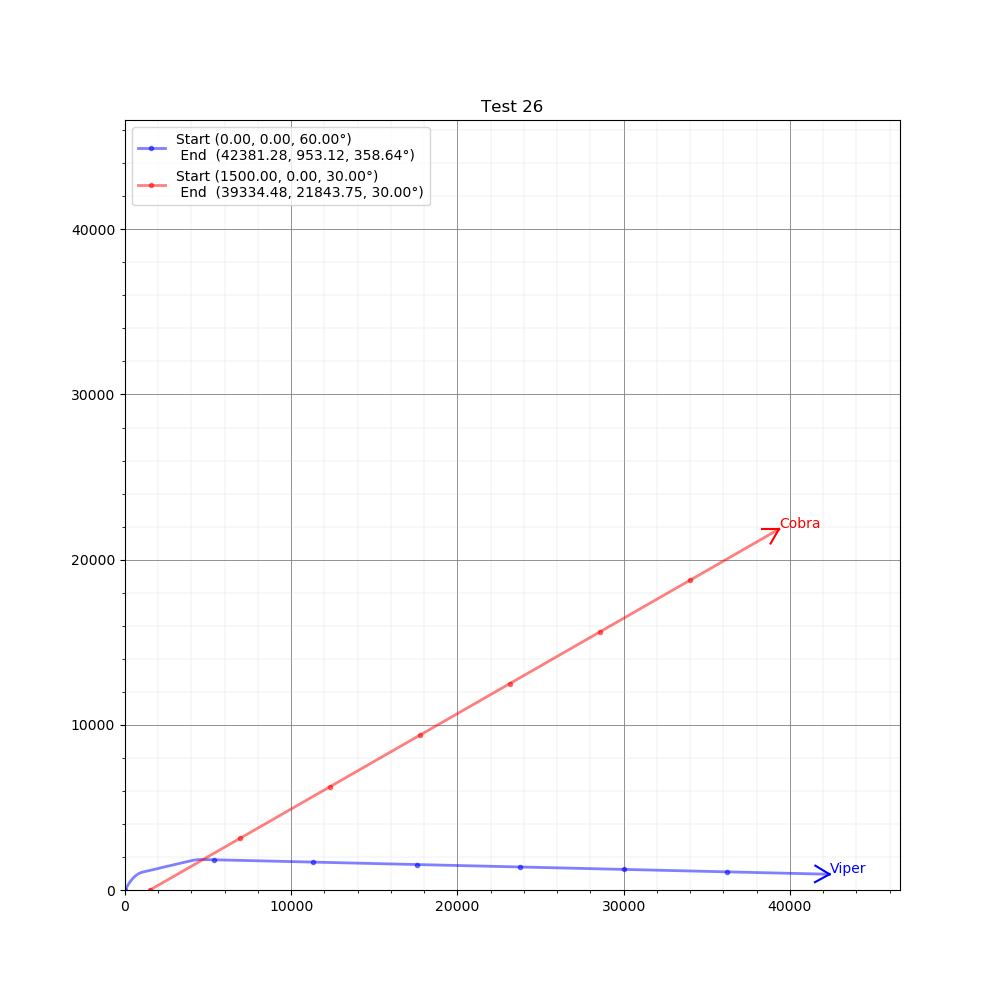 Test 26
Start (0.00, 0.00, 60.00°)
End (42381.28, 953.12, 358.64°)
Start (1500.00, 0.00, 30.00°)
End (39334.48, 21843.75, 30.00°)
40000
30000
20000
10000
0
Cobra
Viper
0 10000 20000 30000 40000